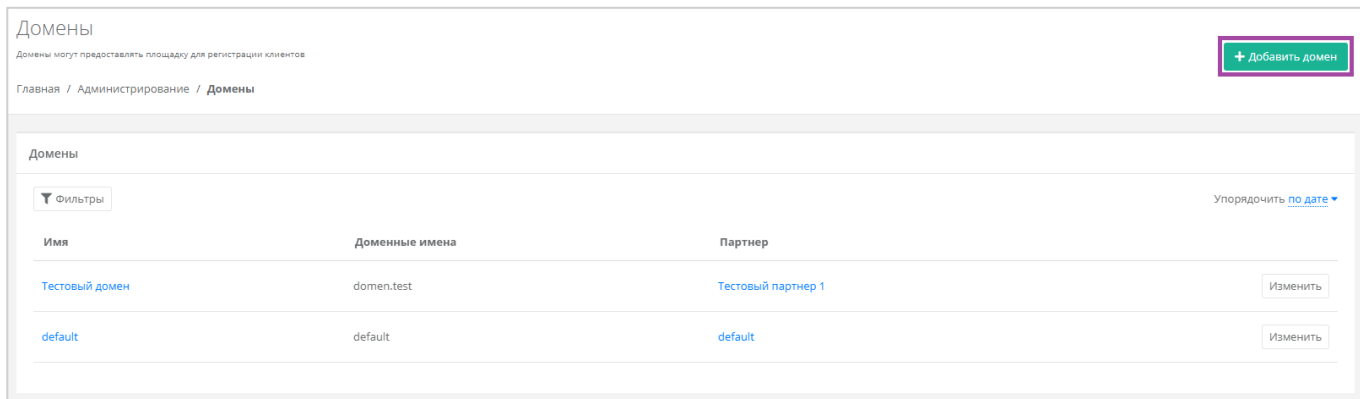 Домены
Домены могут предоставлять площадку для регистрации клиентов
+ Добавить домен
Главная / Администрирование / Домены
Домены
Фильтры
Упорядочить по дате
Имя Доменные имена Партнер
Тестовый домен domen.test Тестовый партнер 1 Изменить
default default default Изменить